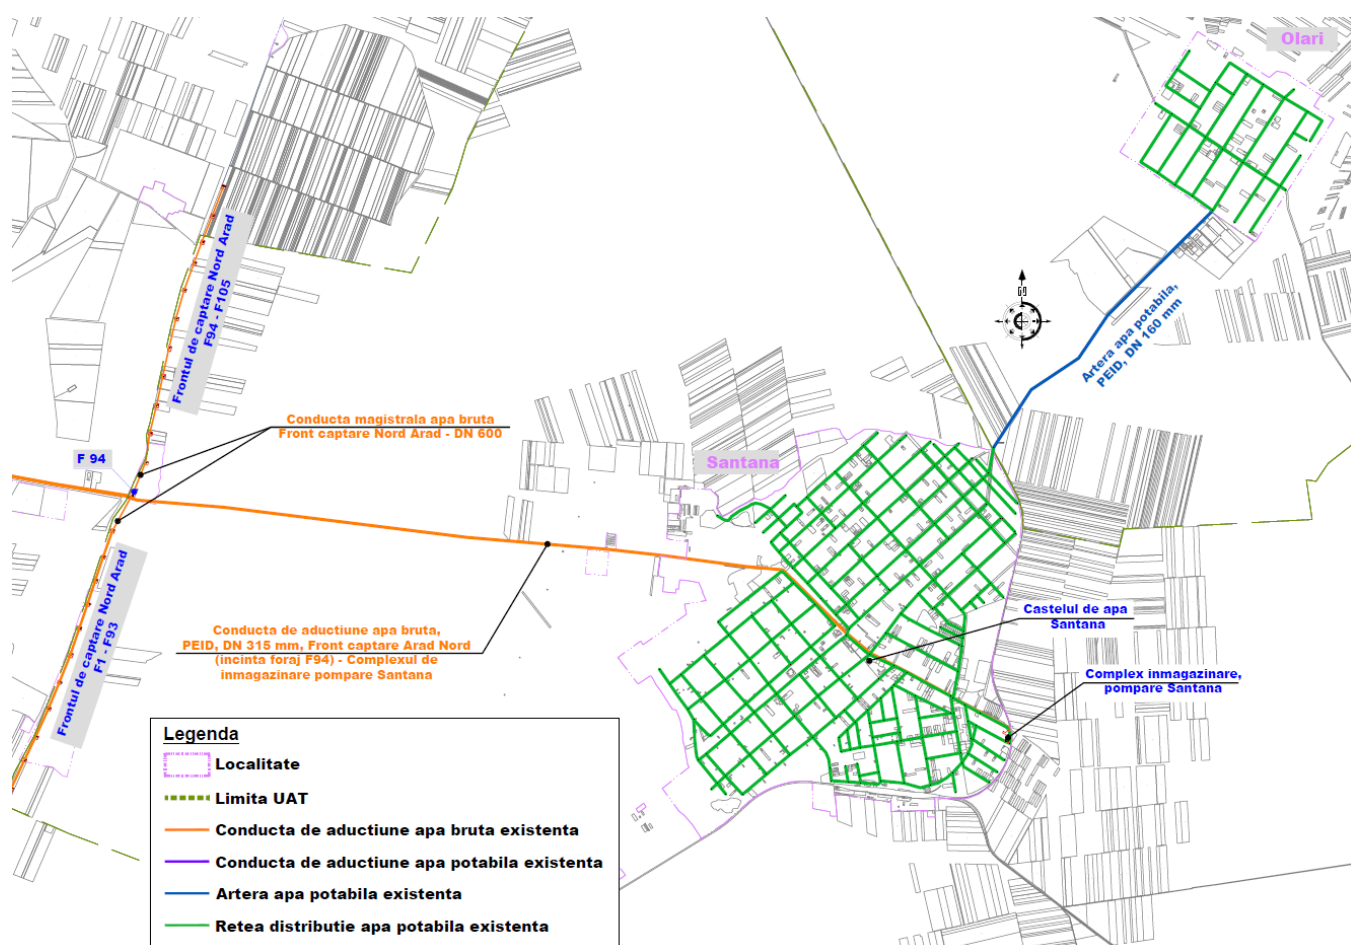 Olari
Frontul de captare Nord Arad
F94 - F105
Artera apa potabila,
PEID, DN 160 mm
Conducta magistrala apa bruta
Front captare Nord Arad - DN 600
F 94
Santana
Frontul de captare Nord Arad
F1 - F93
Conducta de aductiune apa bruta,
PEID, DN 315 mm, Front captare Arad Nord
(incinta foraj F94) - Complexul de
inmagazinare pompare Santana
Castelul de apa
Santana
Complex inmagazinare,
pompare Santana
Legenda
Localitate
Limita UAT
Conducta de aductiune apa bruta existenta
Conducta de aductiune apa potabila existenta
Artera apa potabila existenta
Retea distributie apa potabila existenta